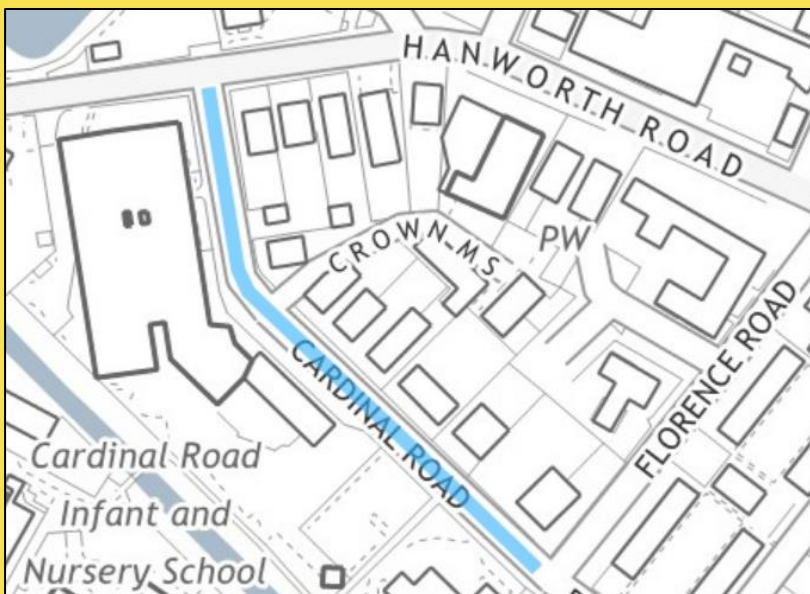 HANWORTH ROAD
CROWN MS
PW
CARDINAL ROAD
FLORENCE ROAD
Cardinal Road
Infant and
Nursery School